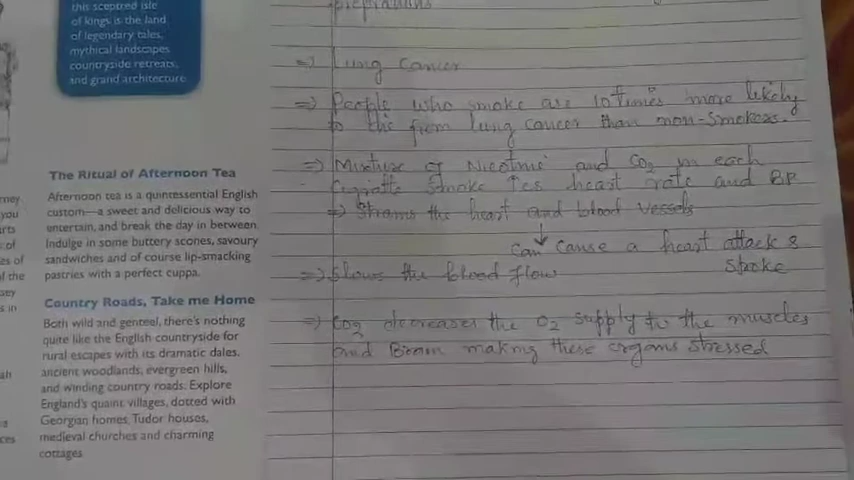 this sceptred isle
of kings is the land
of legendary tales,
mythical landscapes
countryside retreats,
and grand architecture.
The Ritual of Afternoon Tea
Afternoon tea is a quintessential English
custom—a sweet and delicious way to
entertain, and break the day in between.
Indulge in some buttery scones, savoury
sandwiches and of course lip-smacking
pastries with a perfect cuppa.
Country Roads, Take me Home
Both wild and genteel, there's nothing
quite like the English countryside for
rural escapes with its dramatic dales,
ancient woodlands, evergreen hills,
and winding country roads. Explore
England's quaint villages, dotted with
Georgian homes, Tudor houses,
medieval churches and charming
cottages
⇒ Lung Cancer
⇒ People who smoke are 10 times more likely
to die from lung cancer than non-smokers.
⇒ Mixture of Nicotine and CO2 in each
smoke ↑es heart rate and BP
⇒ Strains the heart and blood vessels
↓
can cause a heart attack &
stroke
⇒ Slows the blood flow
⇒ CO2 decreases the O2 supply to the muscles
and Brain making these organs stressed